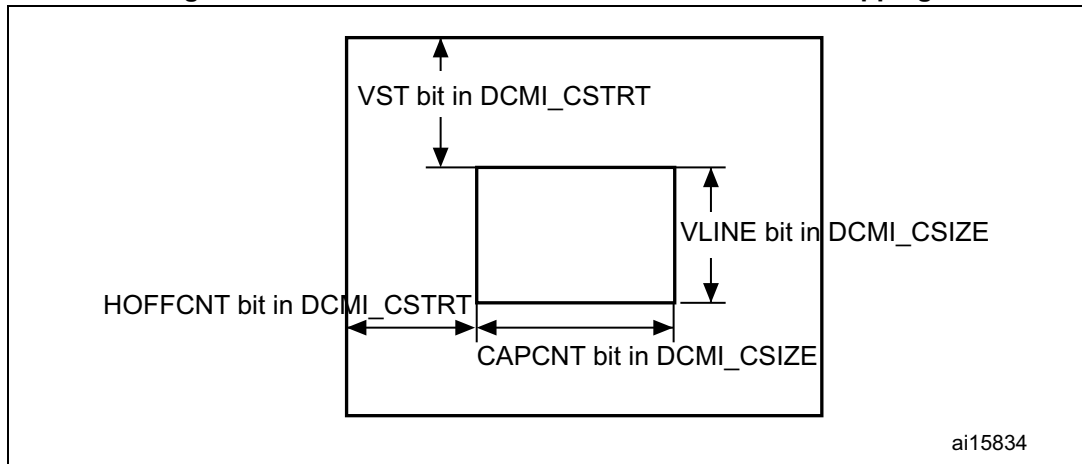 VST bit in DCMI_CSTRT
VLINE bit in DCMI_CSIZE
HOFFCNT bit in DCMI_CSTRT
CAPCNT bit in DCMI_CSIZE
ai15834